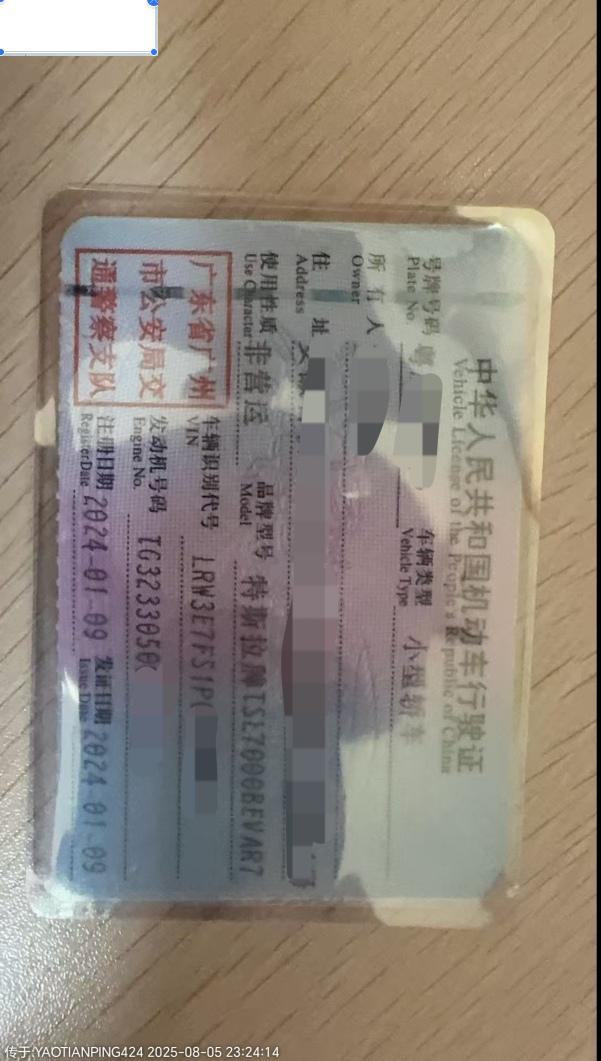 中华人民共和国机动车行驶证
Vehicle License of the People's Republic of China
号牌号码 粤
Plate No.
车辆类型 小型轿车
Vehicle Type
所有人
Owner
住址
Address
使用性质 非营运
Use Character
品牌型号 特斯拉牌TSL7000BEVAR7
Model
广东省广州
市公安局交
通警察支队
车辆识别代号 LRW3E7FS1P
VIN
发动机号码 TG3233050
Engine No.
注册日期 2024-01-09
Register Date
发证日期 2024-01-09
Issue Date
传于:YAOTIANPING424 2025-08-05 23:24:14